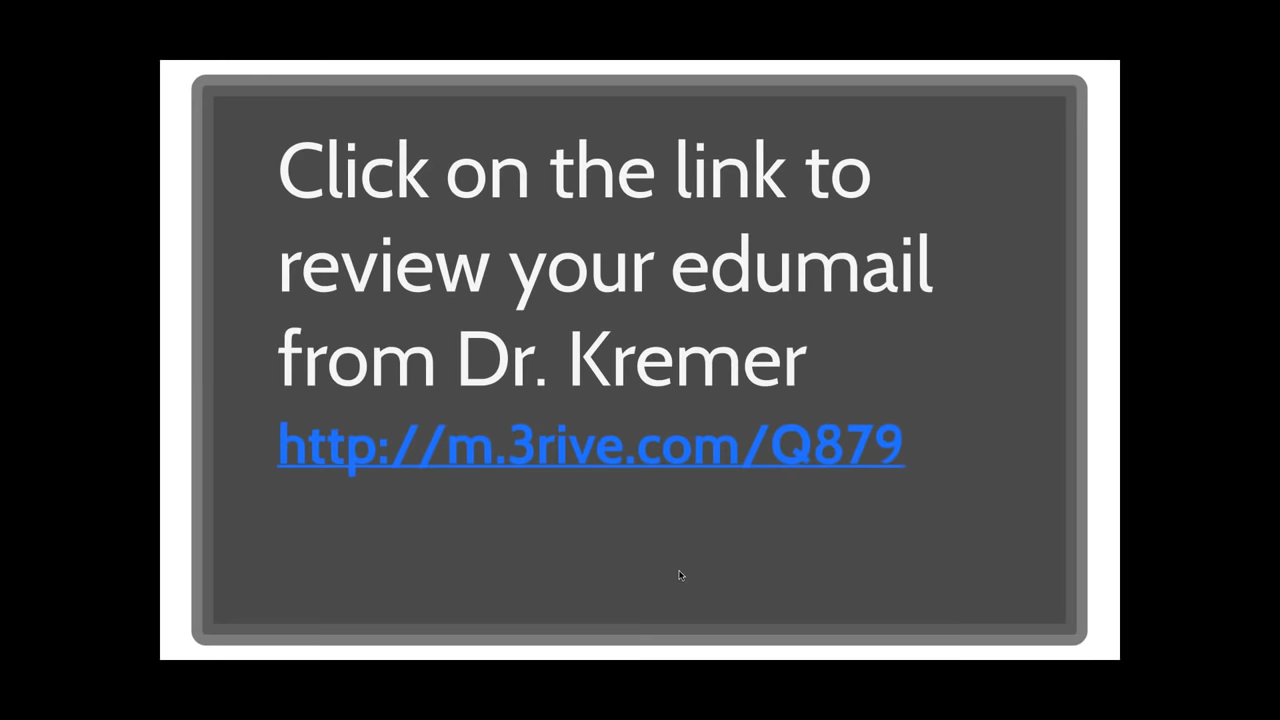 Click on the link to
review your edumail
from Dr. Kremer
http://m.3rive.com/Q879